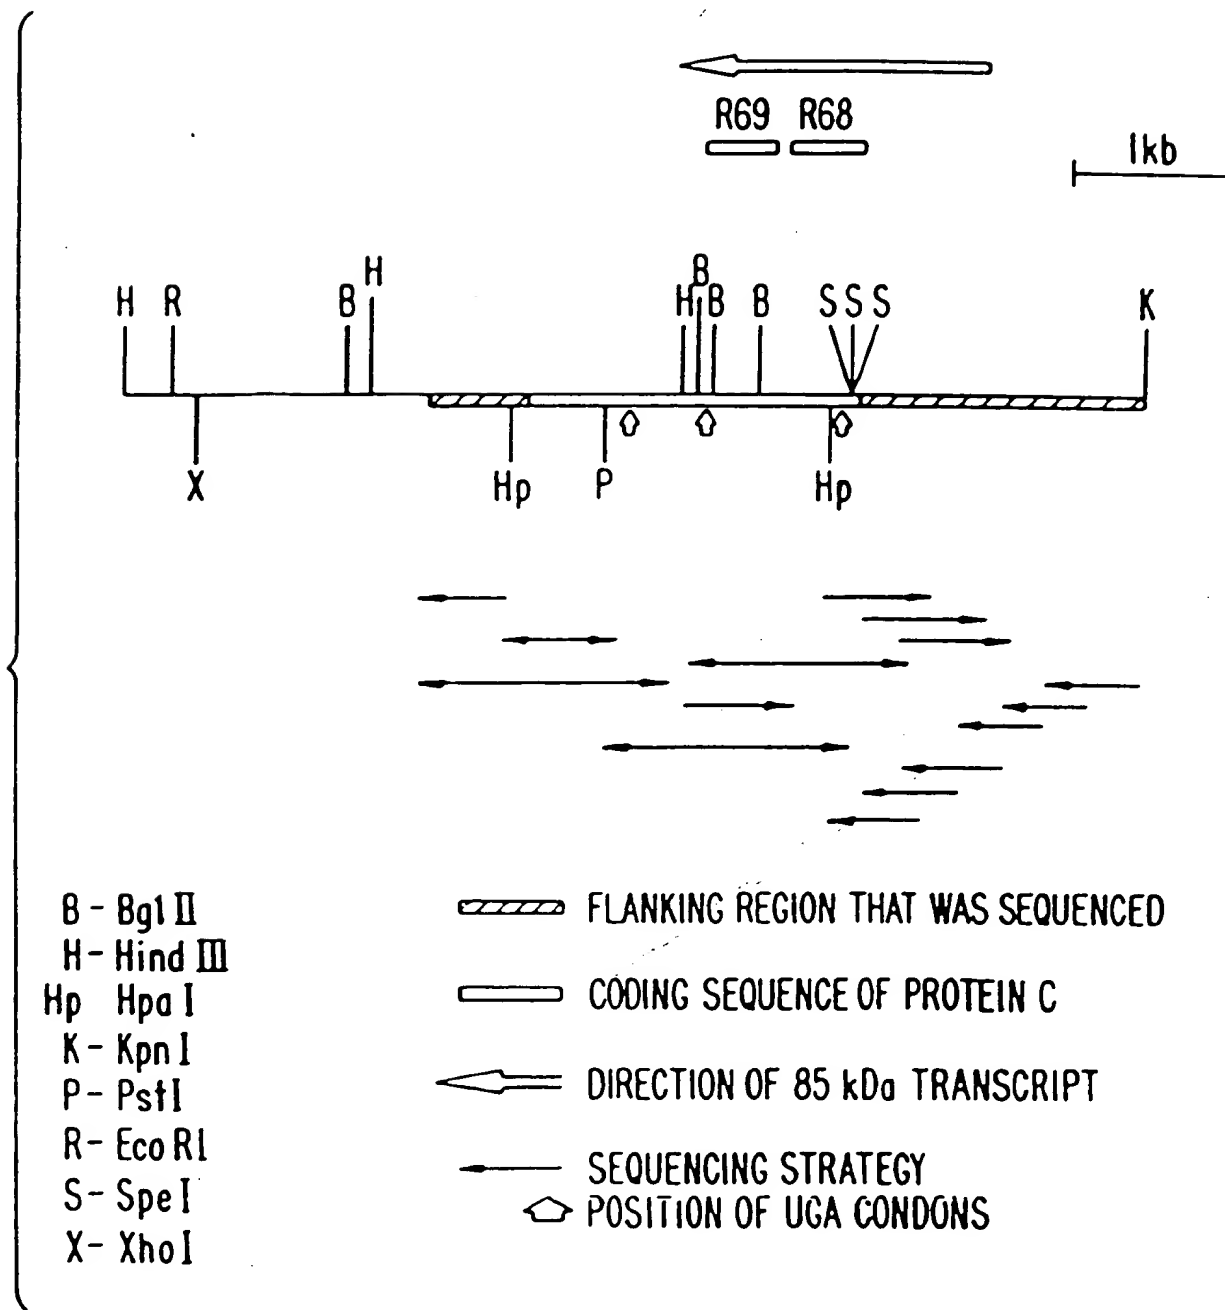 R69 R68
1kb
H R B H H B B B S S S K
X Hp P Hp
B - Bgl II
H - Hind III
Hp Hpa I
K - Kpn I
P - Pst I
R - Eco RI
S - Spe I
X - Xho I
FLANKING REGION THAT WAS SEQUENCED
CODING SEQUENCE OF PROTEIN C
DIRECTION OF 85 kDa TRANSCRIPT
SEQUENCING STRATEGY
POSITION OF UGA CONDONS